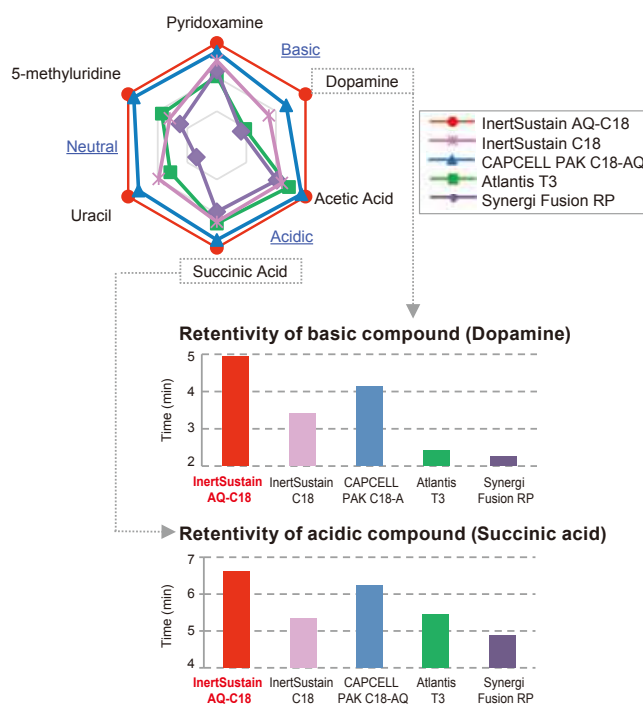 Pyridoxamine
Basic
5-methyluridine
Dopamine
Neutral
Uracil
Acetic Acid
Acidic
Succinic Acid
InertSustain AQ-C18
InertSustain C18
CAPCELL PAK C18-AQ
Atlantis T3
Synergi Fusion RP
Retentivity of basic compound (Dopamine)
Time (min)
5
4
3
2
InertSustain InertSustain CAPCELL Atlantis Synergi
AQ-C18 C18 PAK C18-A T3 Fusion RP
Retentivity of acidic compound (Succinic acid)
Time (min)
7
6
5
4
InertSustain InertSustain CAPCELL Atlantis Synergi
AQ-C18 C18 PAK C18-AQ T3 Fusion RP